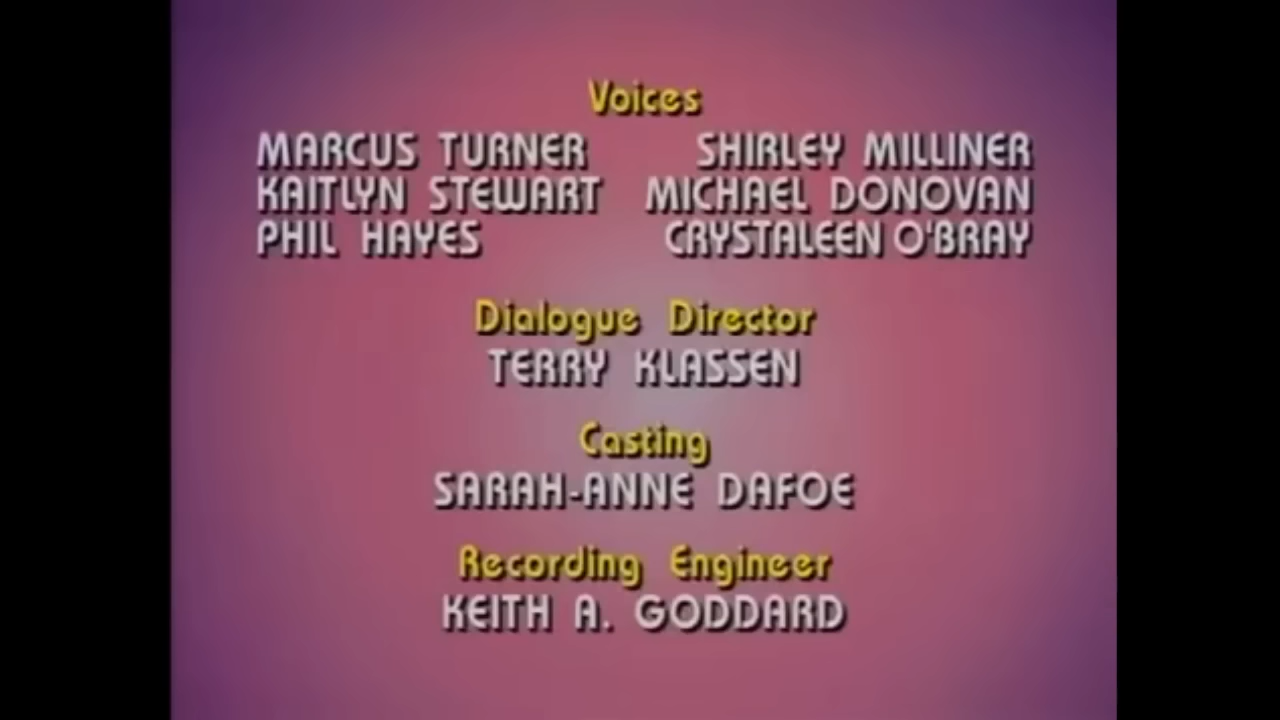 Voices
MARCUS TURNER SHIRLEY MILLINER
KAITLYN STEWART MICHAEL DONOVAN
PHIL HAYES CRYSTALEEN O'BRAY
Dialogue Director
TERRY KLASSEN
Casting
SARAH-ANNE DAFOE
Recording Engineer
KEITH A. GODDARD